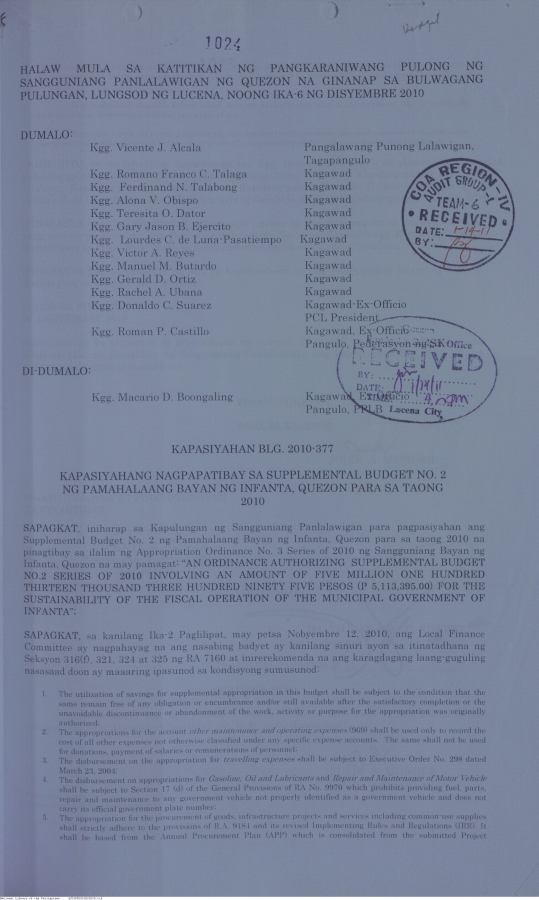 1024
HALAW MULA SA KATITIKAN NG PANGKARANIWANG PULONG NG
SANGGUNIANG PANLALAWIGAN NG QUEZON NA GINANAP SA BULWAGANG
PULUNGAN, LUNGSOD NG LUCENA, NOONG IKA-6 NG DISYEMBRE 2010
DUMALO:
Kgg. Vicente J. Alcala Pangalawang Punong Lalawigan,
Tagapangulo
Kgg. Romano Franco C. Talaga Kagawad
Kgg. Ferdinand N. Talabong Kagawad
Kgg. Alona V. Obispo Kagawad
Kgg. Teresita O. Dator Kagawad
Kgg. Gary Jason B. Ejercito Kagawad
Kgg. Lourdes C. de Luna-Pasatiempo Kagawad
Kgg. Victor A. Reyes Kagawad
Kgg. Manuel M. Butardo Kagawad
Kgg. Gerald D. Ortiz Kagawad
Kgg. Rachel A. Ubana Kagawad
Kgg. Donaldo C. Suarez Kagawad-Ex-Officio
PCL President
Kgg. Roman P. Castillo Kagawad, Ex-Officio
Pangulo, Pederasyon ng SK
COA REGION-IV
AUDIT GROUP-1
TEAM-6
RECEIVED
DATE: 1-19-11
BY:
Office
RECEIVED
BY:
DATE:
TIME:
Lucena City
DI-DUMALO:
Kgg. Macario D. Boongaling Kagawad, Ex-Officio
Pangulo, PPLB
KAPASIYAHAN BLG. 2010-377
KAPASIYAHANG NAGPAPATIBAY SA SUPPLEMENTAL BUDGET NO. 2
NG PAMAHALAANG BAYAN NG INFANTA, QUEZON PARA SA TAONG
2010
SAPAGKAT, iniharap sa Kapulungan ng Sangguniang Panlalawigan para pagpasiyahan ang
Supplemental Budget No. 2 ng Pamahalaang Bayan ng Infanta, Quezon para sa taong 2010 na
pinagtibay sa ilalim ng Appropriation Ordinance No. 3 Series of 2010 ng Sangguniang Bayan ng
Infanta, Quezon na may pamagat: "AN ORDINANCE AUTHORIZING SUPPLEMENTAL BUDGET
NO.2 SERIES OF 2010 INVOLVING AN AMOUNT OF FIVE MILLION ONE HUNDRED
THIRTEEN THOUSAND THREE HUNDRED NINETY FIVE PESOS (P 5,113,395.00) FOR THE
SUSTAINABILITY OF THE FISCAL OPERATION OF THE MUNICIPAL GOVERNMENT OF
INFANTA";
SAPAGKAT, sa kanilang Ika-2 Paglilipat, may petsa Nobyembre 12, 2010, ang Local Finance
Committee ay nagpahayag na ang nasabing badyet ay kanilang sinuri ayon sa itinatadhana ng
Seksyon 316(f), 321, 324 at 325 ng RA 7160 at inirerekomenda na ang karagdagang laang-guguling
nasasaad doon ay maaaring ipasunod sa kondisyong sumusunod:
1. The utilization of savings for supplemental appropriation in this budget shall be subject to the condition that the
same remain free of any obligation or encumbrance and/or still available after the satisfactory completion or the
unavoidable discontinuance or abandonment of the work, activity or purpose for the appropriation was originally
authorized;
2. The appropriations for the account other maintenance and operating expenses (969) shall be used only to record the
cost of all other expenses not otherwise classified under any specific expense accounts. The same shall not be used
for donations, payment of salaries or remunerations of personnel;
3. The disbursement on the appropriation for travelling expenses shall be subject to Executive Order No. 298 dated
March 23, 2004;
4. The disbursement on appropriations for Gasoline, Oil and Lubricants and Repair and Maintenance of Motor Vehicle
shall be subject to Section 17 (d) of the General Provisions of RA No. 9970 which prohibits providing fuel, parts,
repair and maintenance to any government vehicle not properly identified as a government vehicle and does not
carry its official government plate number;
5. The appropriation for the procurement of goods, infrastructure projects and services including common-use supplies
shall strictly adhere to the provisions of R.A. 9184 and its revised Implementing Rules and Regulations (IRR). It
shall be based from the Annual Procurement Plan (APP) which is consolidated from the submitted Project
National Library of the Philippines